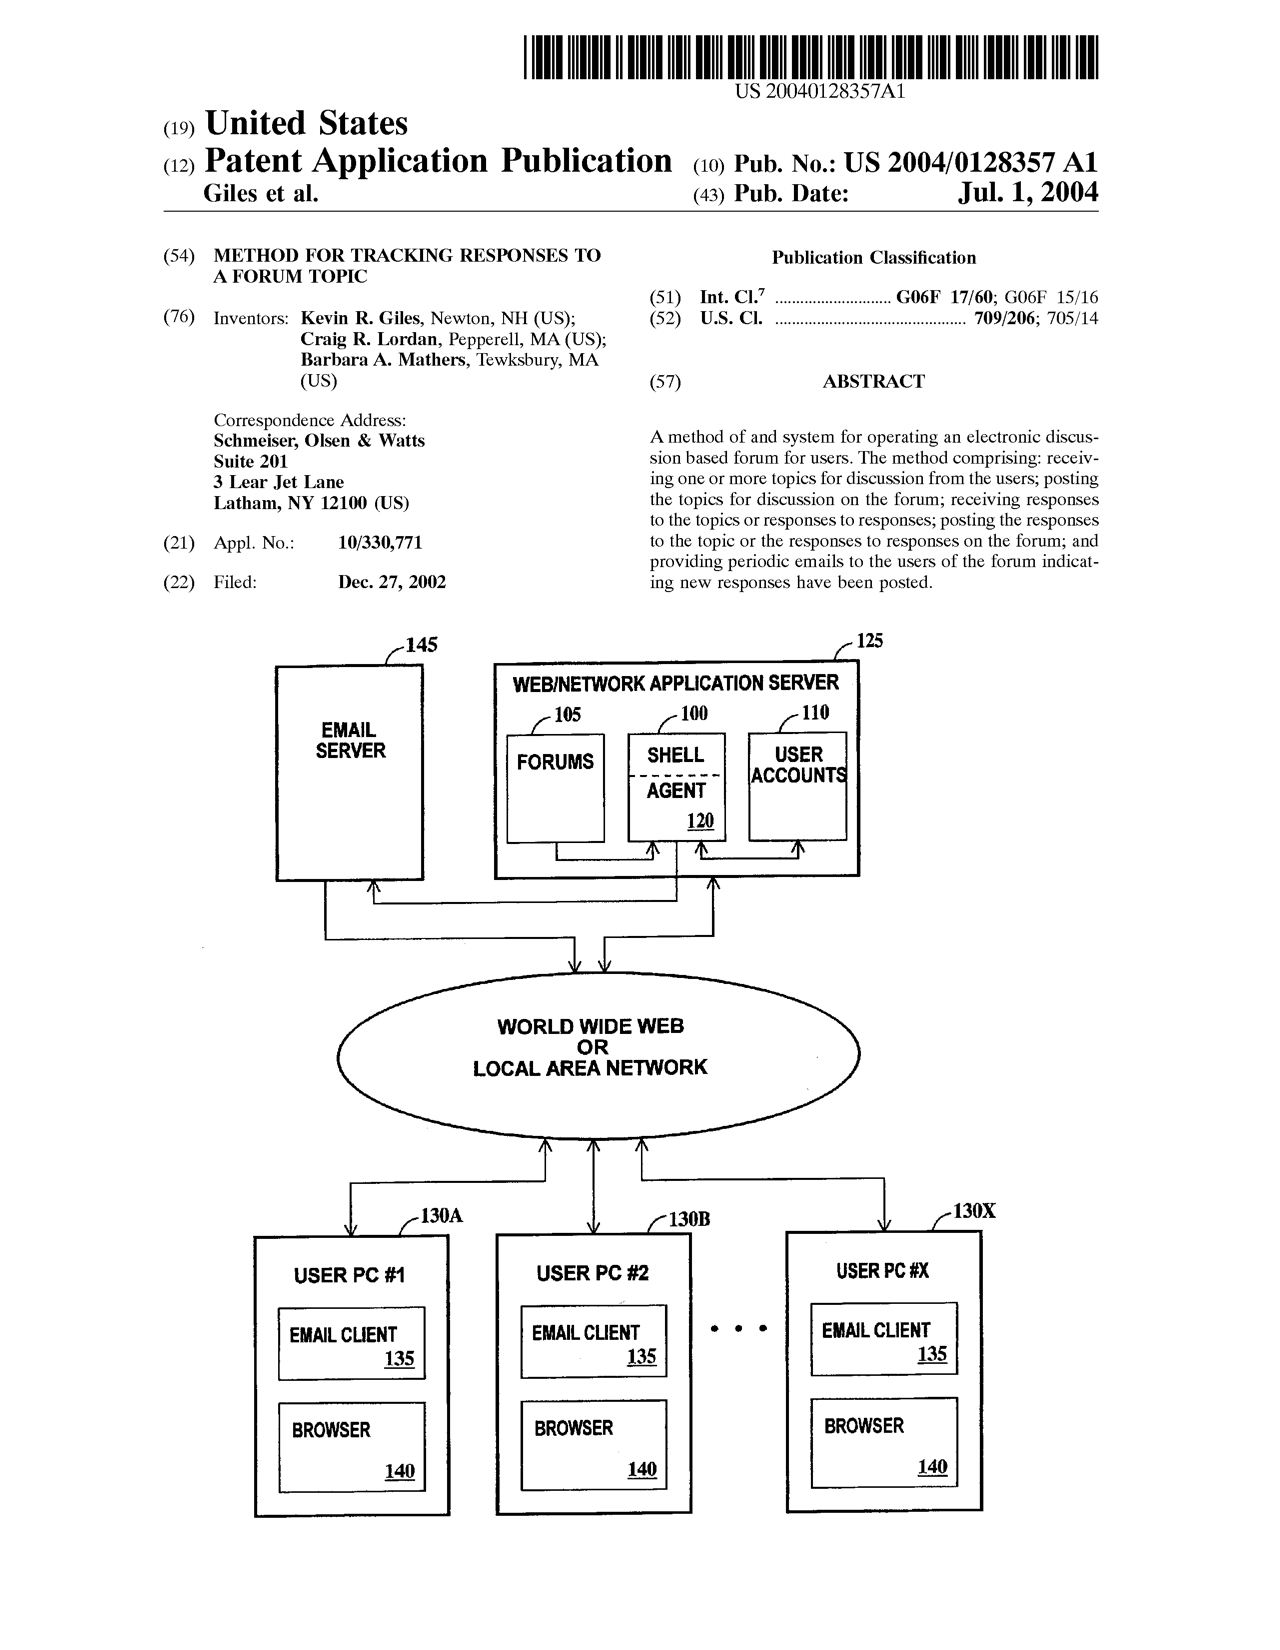 US 20040128357A1
(19) United States
(12) Patent Application Publication (10) Pub. No.: US 2004/0128357 A1
Giles et al. (43) Pub. Date: Jul. 1, 2004
(54) METHOD FOR TRACKING RESPONSES TO
A FORUM TOPIC
(76) Inventors: Kevin R. Giles, Newton, NH (US);
Craig R. Lordan, Pepperell, MA (US);
Barbara A. Mathers, Tewksbury, MA
(US)
Correspondence Address:
Schmeiser, Olsen & Watts
Suite 201
3 Lear Jet Lane
Latham, NY 12100 (US)
(21) Appl. No.: 10/330,771
(22) Filed: Dec. 27, 2002
Publication Classification
(51) Int. Cl.7 ............................ G06F 17/60; G06F 15/16
(52) U.S. Cl. .............................................. 709/206; 705/14
(57) ABSTRACT
A method of and system for operating an electronic discus-
sion based forum for users. The method comprising: receiv-
ing one or more topics for discussion from the users; posting
the topics for discussion on the forum; receiving responses
to the topics or responses to responses; posting the responses
to the topic or the responses to responses on the forum; and
providing periodic emails to the users of the forum indicat-
ing new responses have been posted.
145
EMAIL
SERVER
125
WEB/NETWORK APPLICATION SERVER
105 100 110
FORUMS
SHELL
AGENT
120
USER
ACCOUNTS
WORLD WIDE WEB
OR
LOCAL AREA NETWORK
130A
USER PC #1
EMAIL CLIENT
135
BROWSER
140
130B
USER PC #2
EMAIL CLIENT
135
BROWSER
140
• • •
130X
USER PC #X
EMAIL CLIENT
135
BROWSER
140